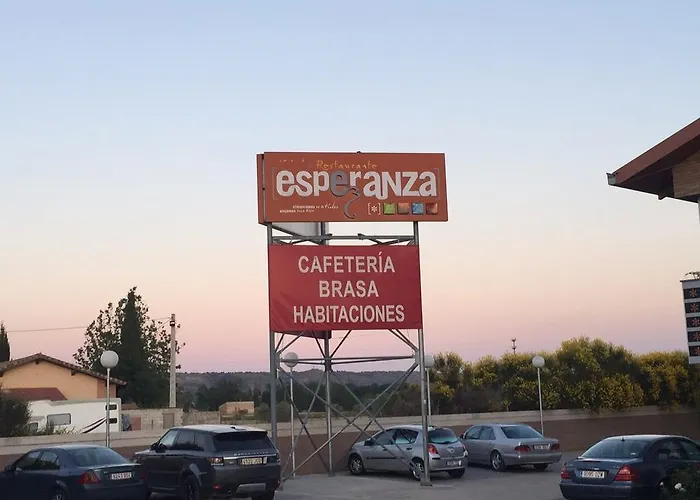 Restaurante
esperanza
[*]
CAFETERÍA
BRASA
HABITACIONES